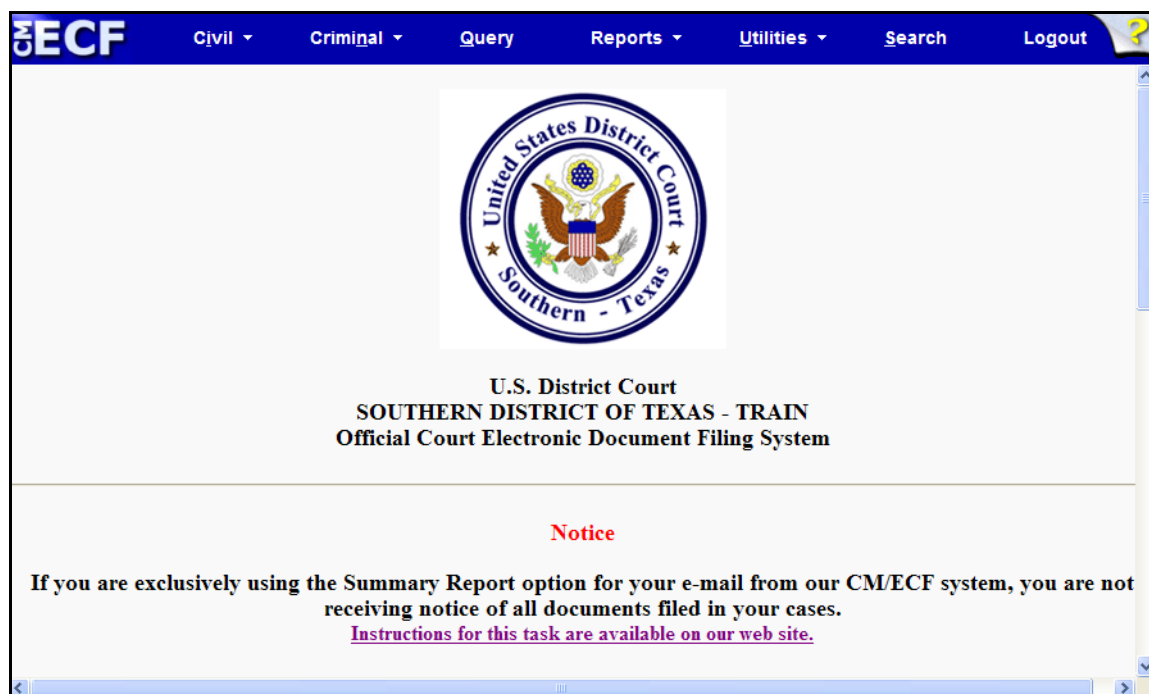 CM ECF Civil Criminal Query Reports Utilities Search Logout ?
United States District Court
Southern - Texas
U.S. District Court
SOUTHERN DISTRICT OF TEXAS - TRAIN
Official Court Electronic Document Filing System
Notice
If you are exclusively using the Summary Report option for your e-mail from our CM/ECF system, you are not
receiving notice of all documents filed in your cases.
Instructions for this task are available on our web site.